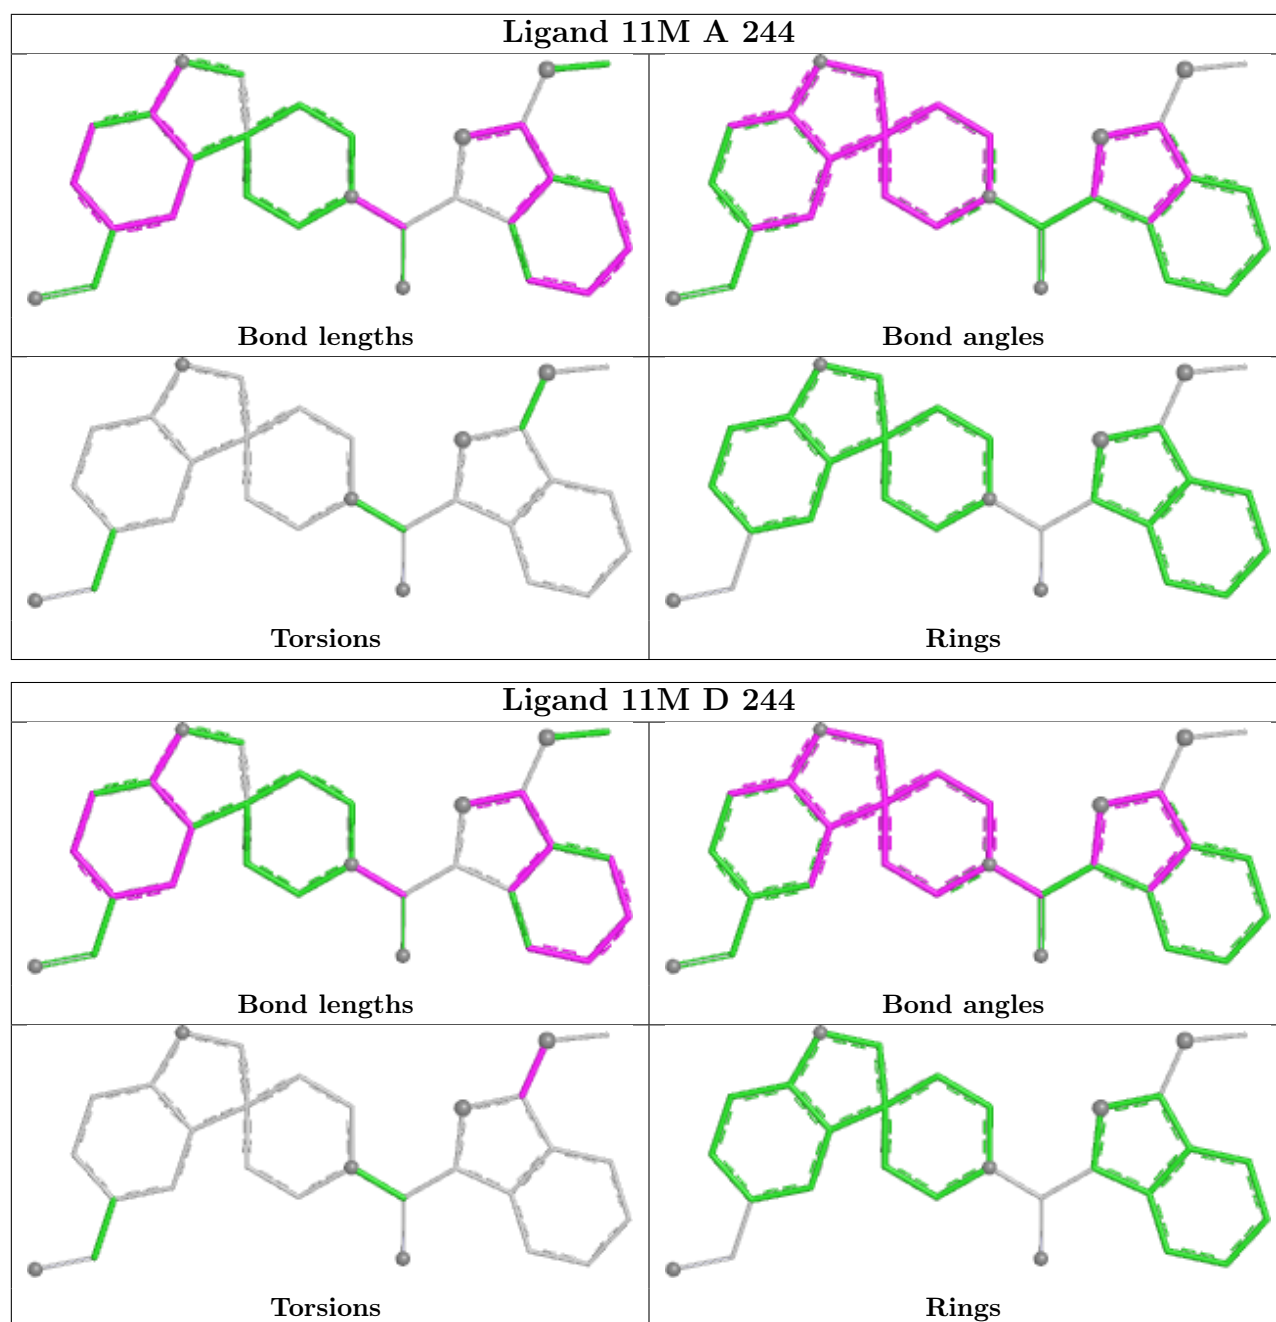 Ligand 11M A 244
Bond lengths
Bond angles
Torsions
Rings
Ligand 11M D 244
Bond lengths
Bond angles
Torsions
Rings